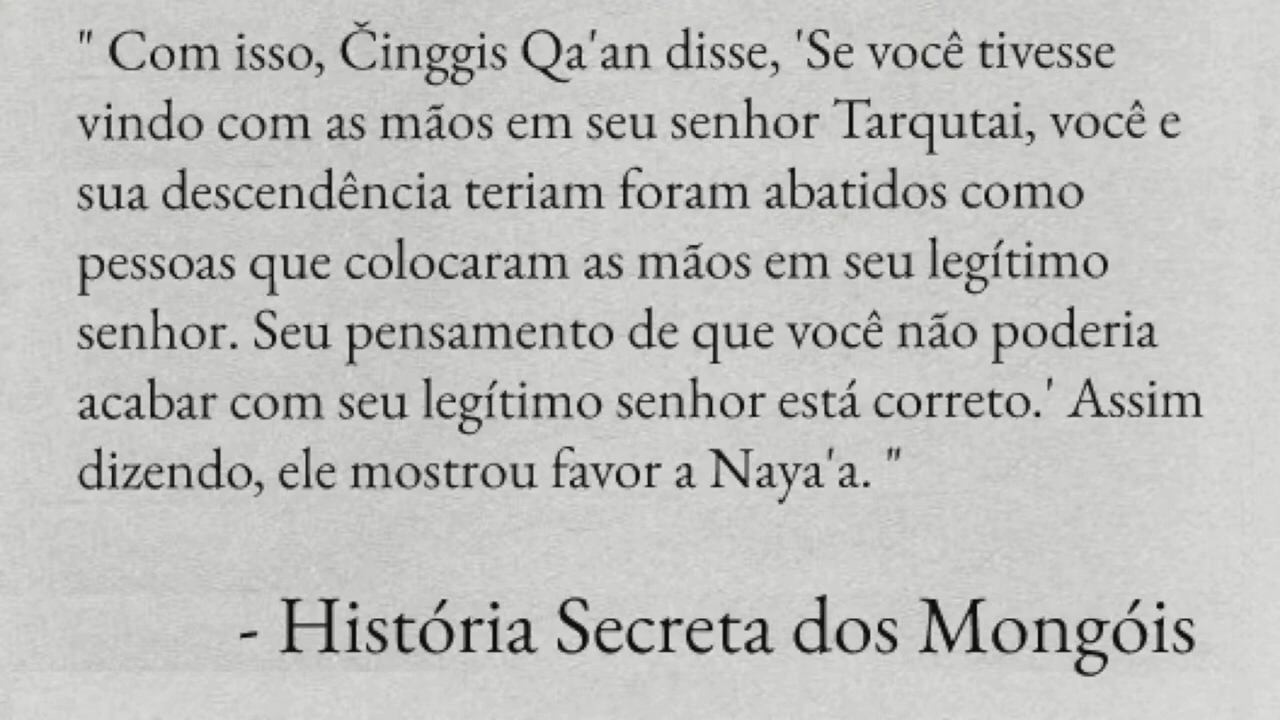 " Com isso, Činggis Qa'an disse, 'Se você tivesse
vindo com as mãos em seu senhor Tarqutai, você e
sua descendência teriam foram abatidos como
pessoas que colocaram as mãos em seu legítimo
senhor. Seu pensamento de que você não poderia
acabar com seu legítimo senhor está correto.' Assim
dizendo, ele mostrou favor a Naya'a. "
- História Secreta dos Mongóis